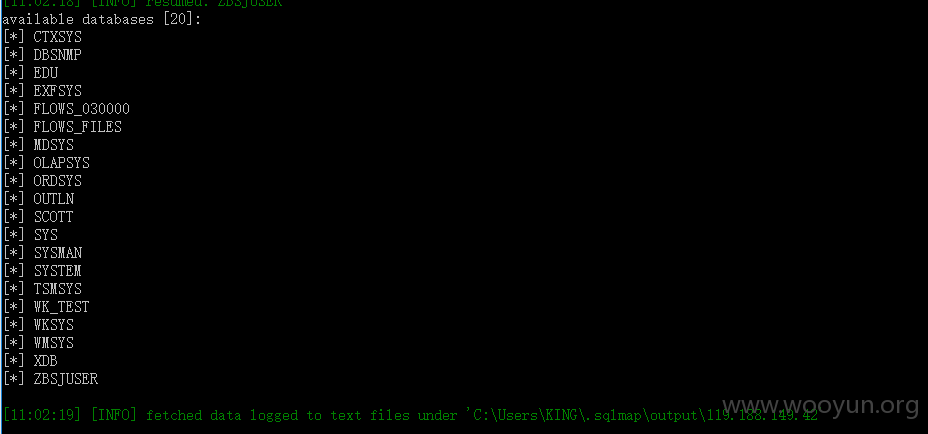 [11:02:18] [INFO] resumed: ZBSJUSER
available databases [20]:
[*] CTXSYS
[*] DBSNMP
[*] EDU
[*] EXFSYS
[*] FLOWS_030000
[*] FLOWS_FILES
[*] MDSYS
[*] OLAPSYS
[*] ORDSYS
[*] OUTLN
[*] SCOTT
[*] SYS
[*] SYSMAN
[*] SYSTEM
[*] TSMSYS
[*] WK_TEST
[*] WKSYS
[*] WMSYS
[*] XDB
[*] ZBSJUSER
[11:02:19] [INFO] fetched data logged to text files under 'C:\Users\KING\.sqlmap\output\119.188.149.42'
www.wooyun.org